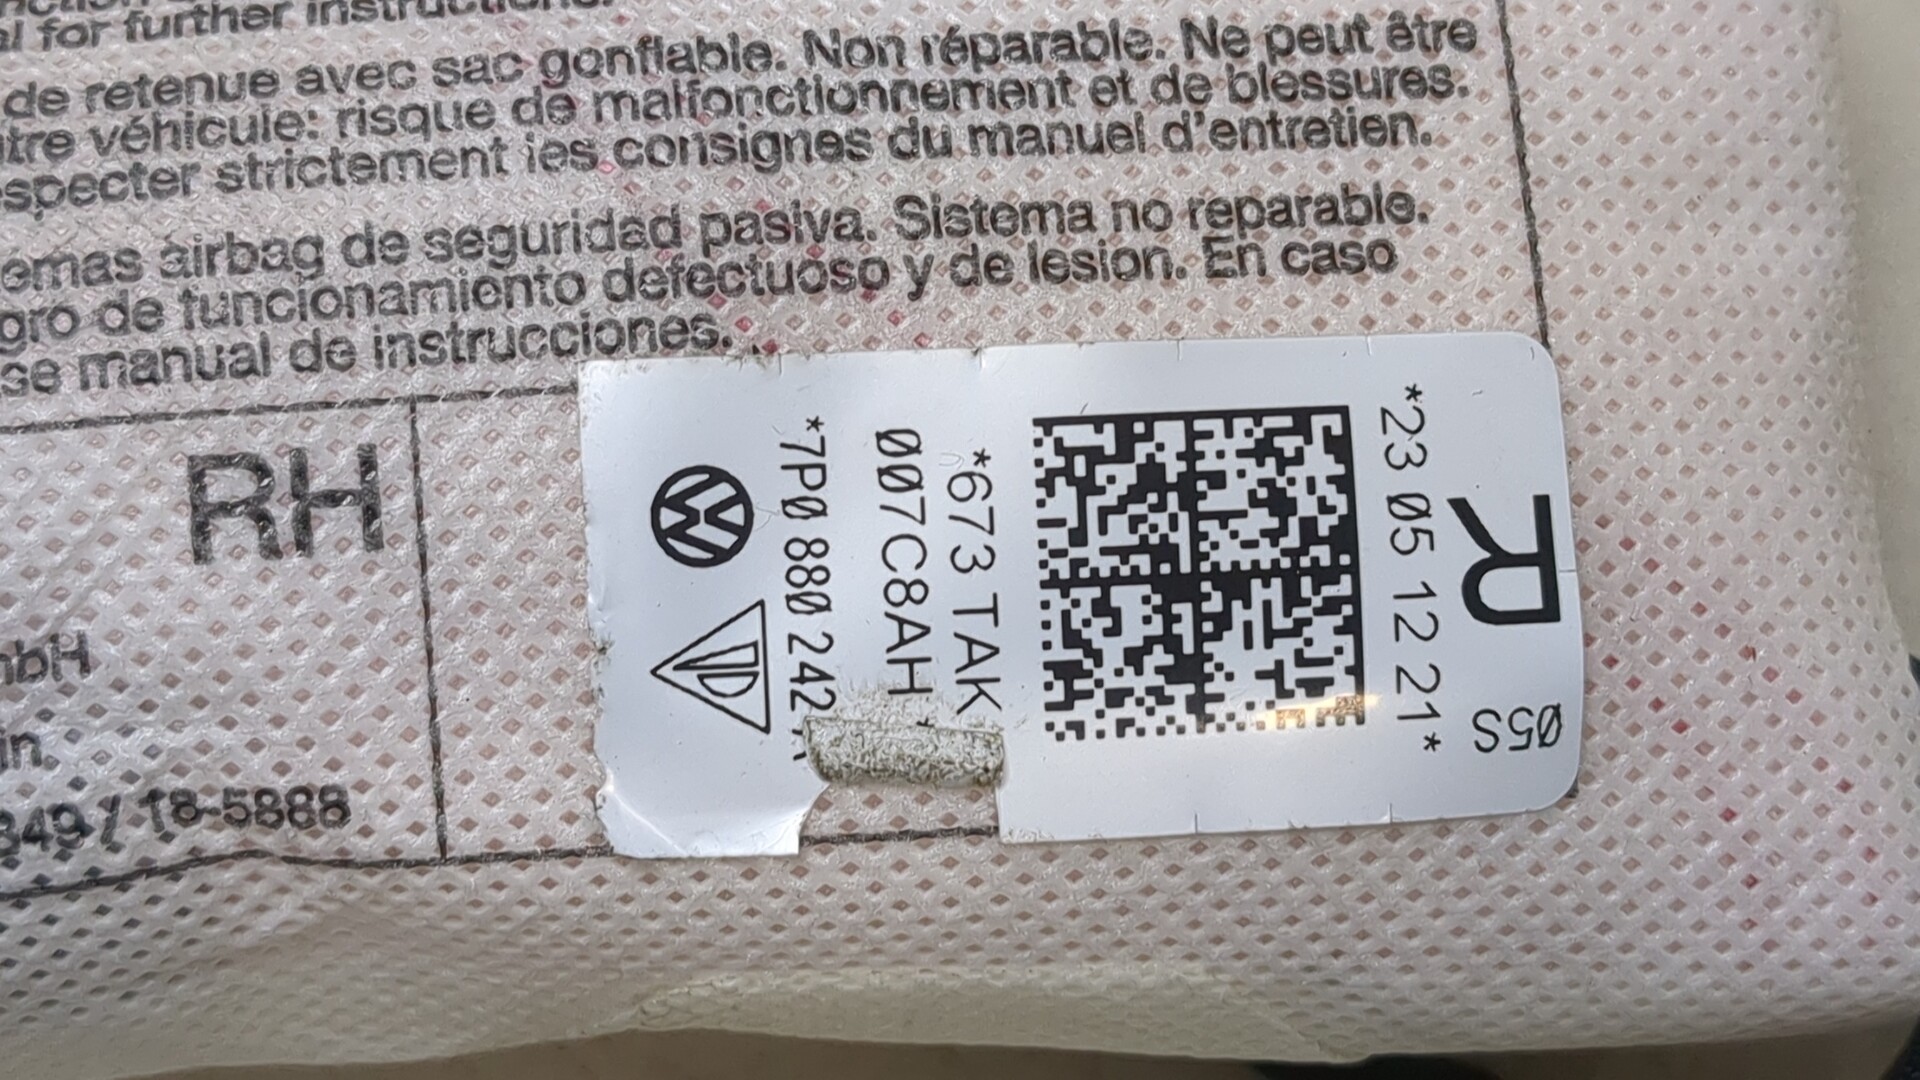 al for further instructions.
de retenue avec sac gonflable. Non réparable. Ne peut être
tre véhicule: risque de malfonctionnement et de blessures.
specter strictement les consignes du manuel d'entretien.
emas airbag de seguridad pasiva. Sistema no reparable.
gro de funcionamiento defectuoso y de lesion. En caso
se manual de instrucciones.
RH
mbH
in.
349 / 18-5888
*7P0 880 242
007C8AH
*673 TAK
*23 05 12 21*
R
05S